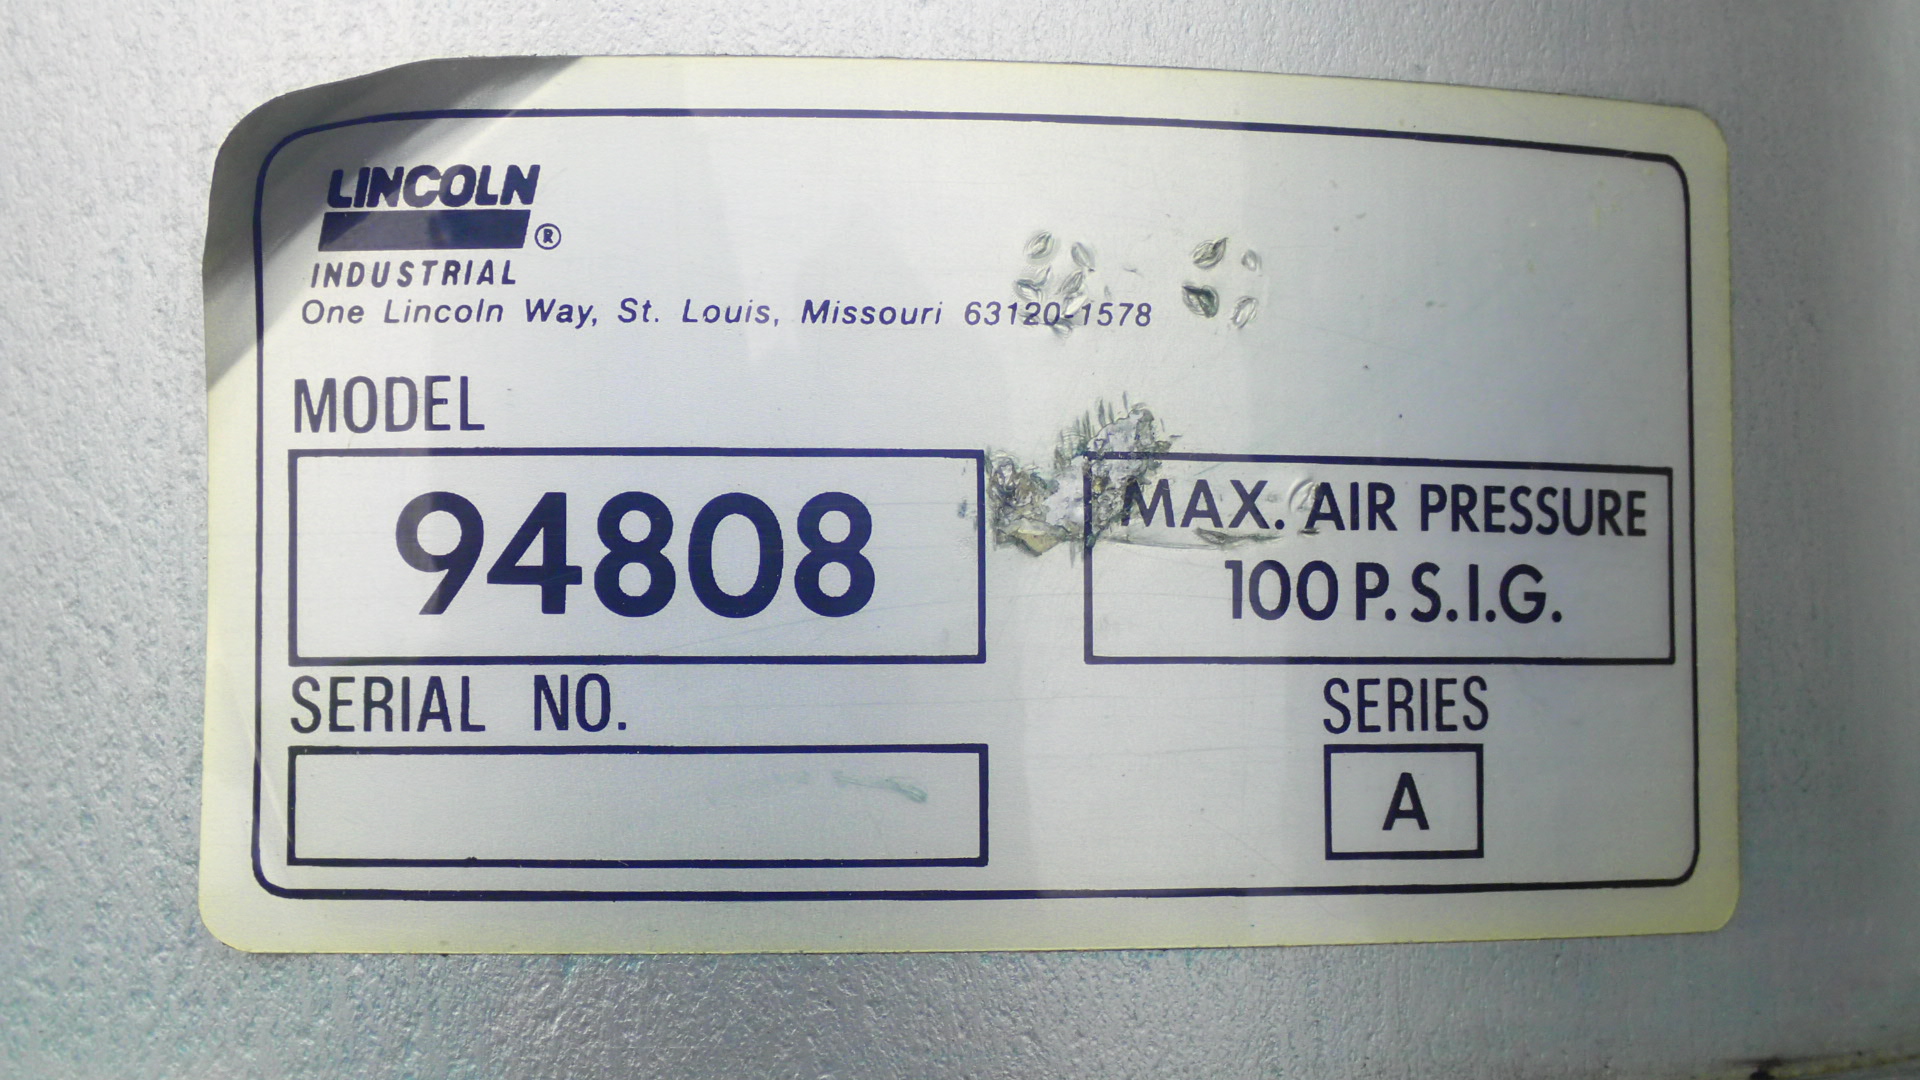 LINCOLN
®
INDUSTRIAL
One Lincoln Way, St. Louis, Missouri 63120-1578
MODEL
94808
MAX. AIR PRESSURE
100 P.S.I.G.
SERIAL NO.
SERIES
A